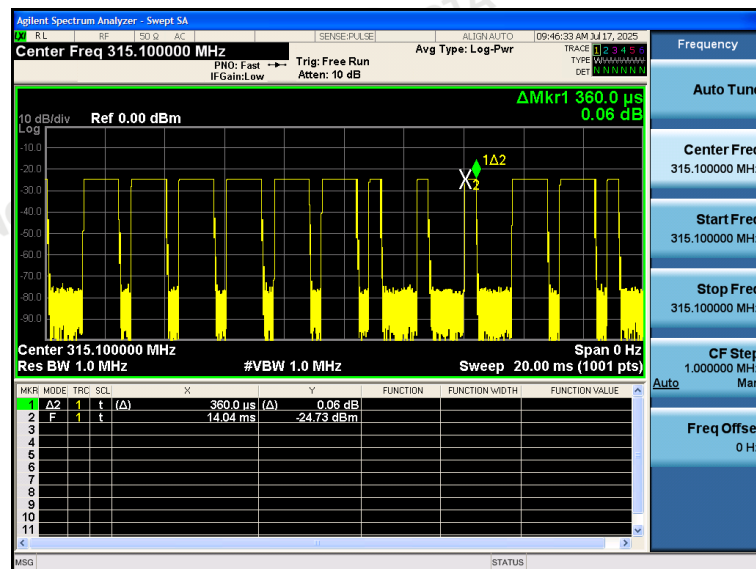 Agilent Spectrum Analyzer - Swept SA
LXI RL RF 50 Ω AC SENSE:PULSE ALIGN AUTO 09:46:33 AM Jul 17, 2025
Center Freq 315.100000 MHz
PNO: Fast
IFGain:Low
Trig: Free Run
Atten: 10 dB
Avg Type: Log-Pwr
TRACE 1 2 3 4 5 6
TYPE
DET N N N N N N
ΔMkr1 360.0 µs
0.06 dB
10 dB/div Ref 0.00 dBm
Log
-10.0
-20.0
-30.0
-40.0
-50.0
-60.0
-70.0
-80.0
-90.0
1Δ2
2
Center 315.100000 MHz Span 0 Hz
Res BW 1.0 MHz #VBW 1.0 MHz Sweep 20.00 ms (1001 pts)
MKR MODE TRC SCL X Y FUNCTION FUNCTION WIDTH FUNCTION VALUE
1 Δ2 1 t (Δ) 360.0 µs (Δ) 0.06 dB
2 F 1 t 14.04 ms -24.73 dBm
3
4
5
6
7
8
9
10
11
MSG STATUS
Frequency
Auto Tune
Center Freq
315.100000 MHz
Start Freq
315.100000 MHz
Stop Freq
315.100000 MHz
CF Step
1.000000 MHz
Auto Man
Freq Offse
0 Hz